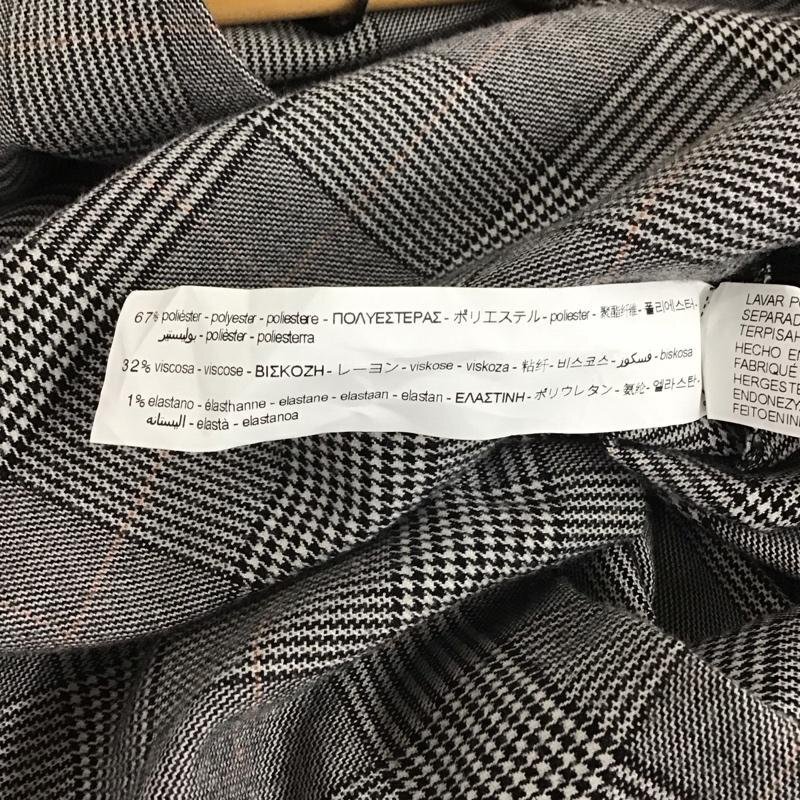 67% poliéster - polyester - poliestere - ΠΟΛΥΕΣΤΕΡΑΣ - ポリエステル - poliester - 聚酯纤维 - 폴리에스터 -
بوليستير - polièster - poliesterra
32% viscosa - viscose - ΒΙΣΚΟΖΗ - レーヨン - viskose - viskoza - 粘纤 - 비스코스 - فسكوز - biskosa
1% elastano - élasthanne - elastane - elastaan - elastan - ΕΛΑΣΤΙΝΗ - ポリウレタン - 氨纶 - 엘라스탄 -
اليستانه - elastà - elastanoa
LAVAR
SEPARAD
TERPISAH
HECHO EN
FABRIQUÉ
HERGESTE
ENDONEZY
FEITOENIN